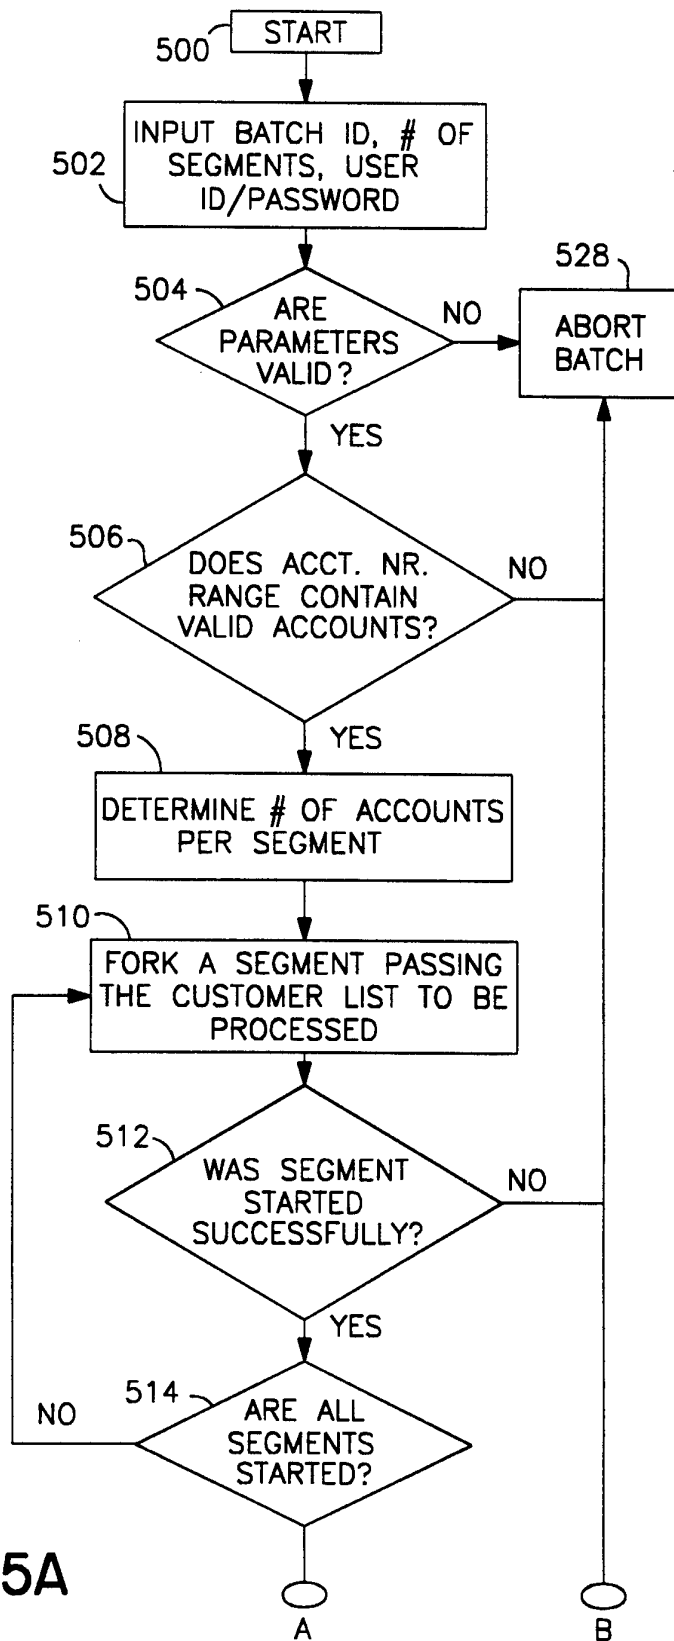 500
START
502
INPUT BATCH ID, # OF
SEGMENTS, USER
ID/PASSWORD
504
ARE
PARAMETERS
VALID?
NO
528
ABORT
BATCH
YES
506
DOES ACCT. NR.
RANGE CONTAIN
VALID ACCOUNTS?
NO
YES
508
DETERMINE # OF ACCOUNTS
PER SEGMENT
510
FORK A SEGMENT PASSING
THE CUSTOMER LIST TO BE
PROCESSED
512
WAS SEGMENT
STARTED
SUCCESSFULLY?
NO
YES
514
ARE ALL
SEGMENTS
STARTED?
NO
5A
A
B